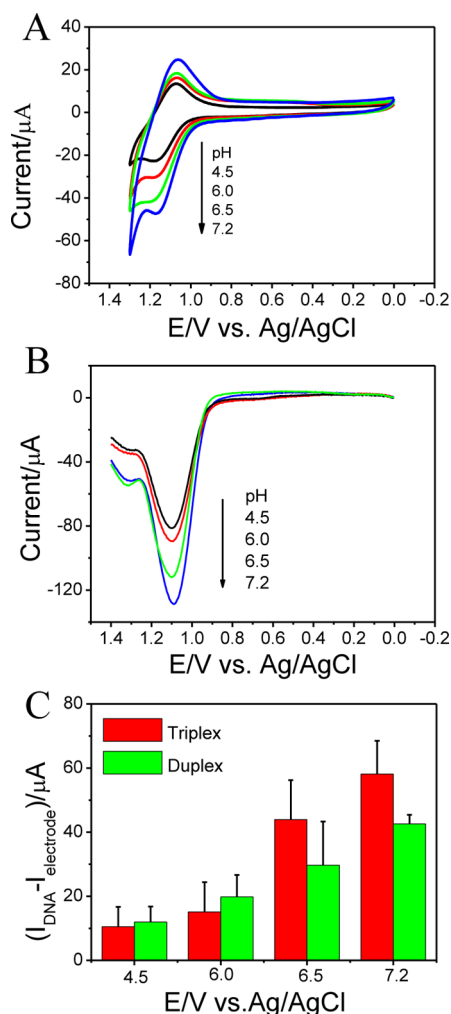 A
Current/μA
40
20
0
-20
-40
-60
-80
pH
4.5
6.0
6.5
7.2
1.4 1.2 1.0 0.8 0.6 0.4 0.2 0.0 -0.2
E/V vs. Ag/AgCl
B
Current/μA
0
-40
-80
-120
pH
4.5
6.0
6.5
7.2
1.4 1.2 1.0 0.8 0.6 0.4 0.2 0.0 -0.2
E/V vs. Ag/AgCl
C
(I_DNA-I_electrode)/μA
80
60
40
20
0
Triplex
Duplex
4.5 6.0 6.5 7.2
E/V vs.Ag/AgCl